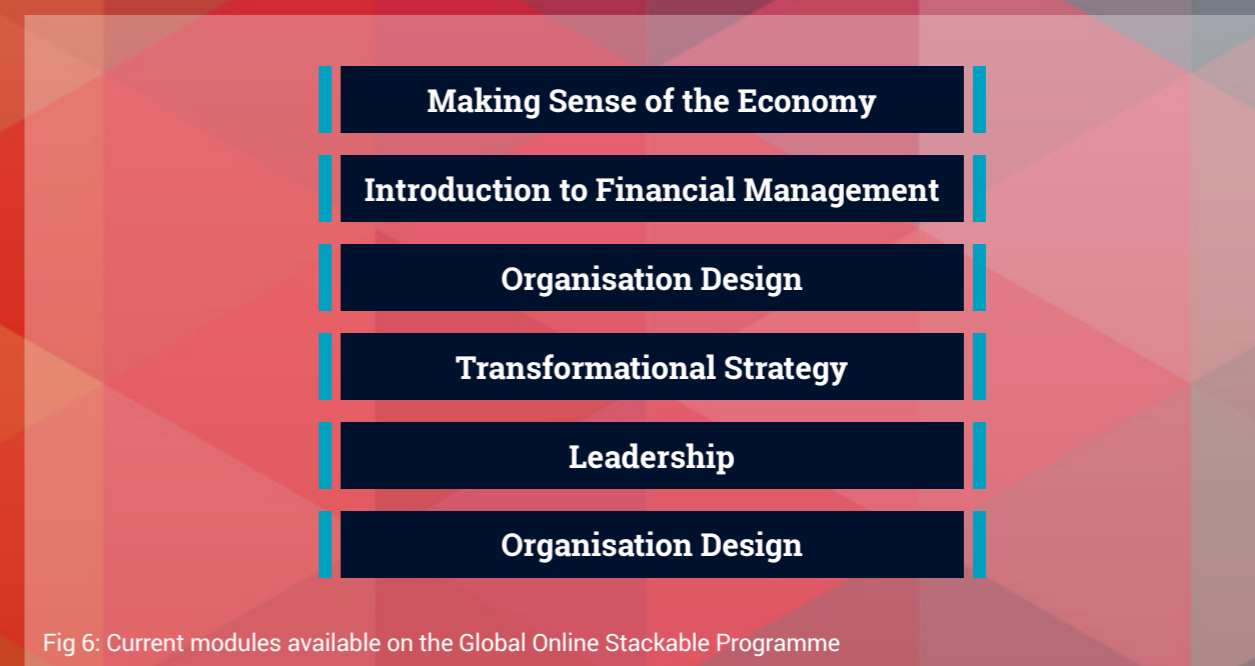 Making Sense of the Economy
Introduction to Financial Management
Organisation Design
Transformational Strategy
Leadership
Organisation Design
Fig 6: Current modules available on the Global Online Stackable Programme